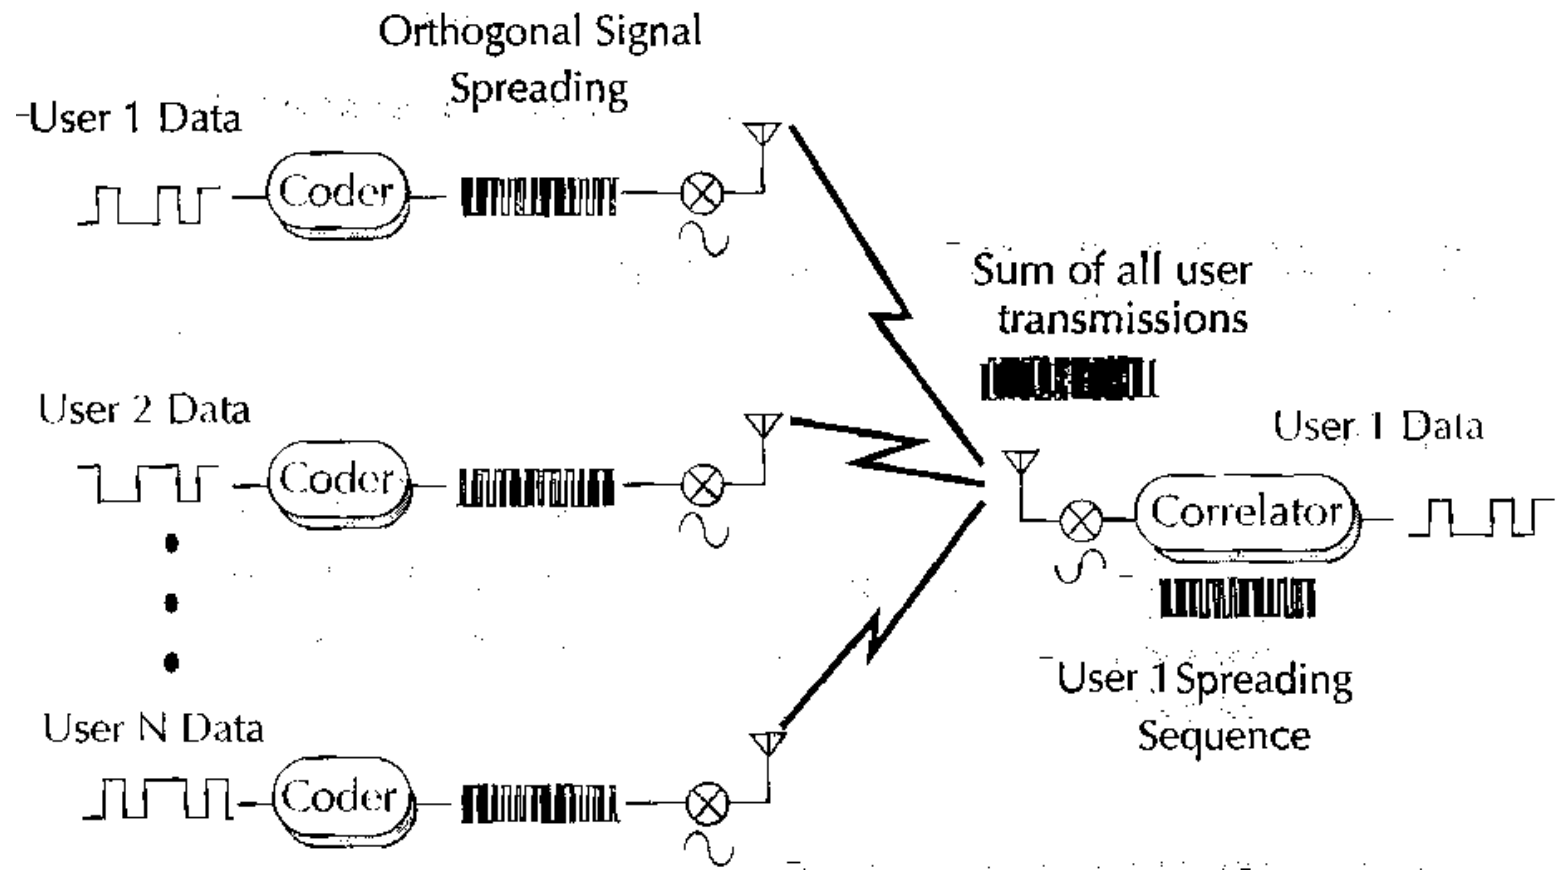 Orthogonal Signal
Spreading
User 1 Data
Coder
Sum of all user
transmissions
User 2 Data
Coder
User 1 Data
Correlator
User 1 Spreading
Sequence
User N Data
Coder